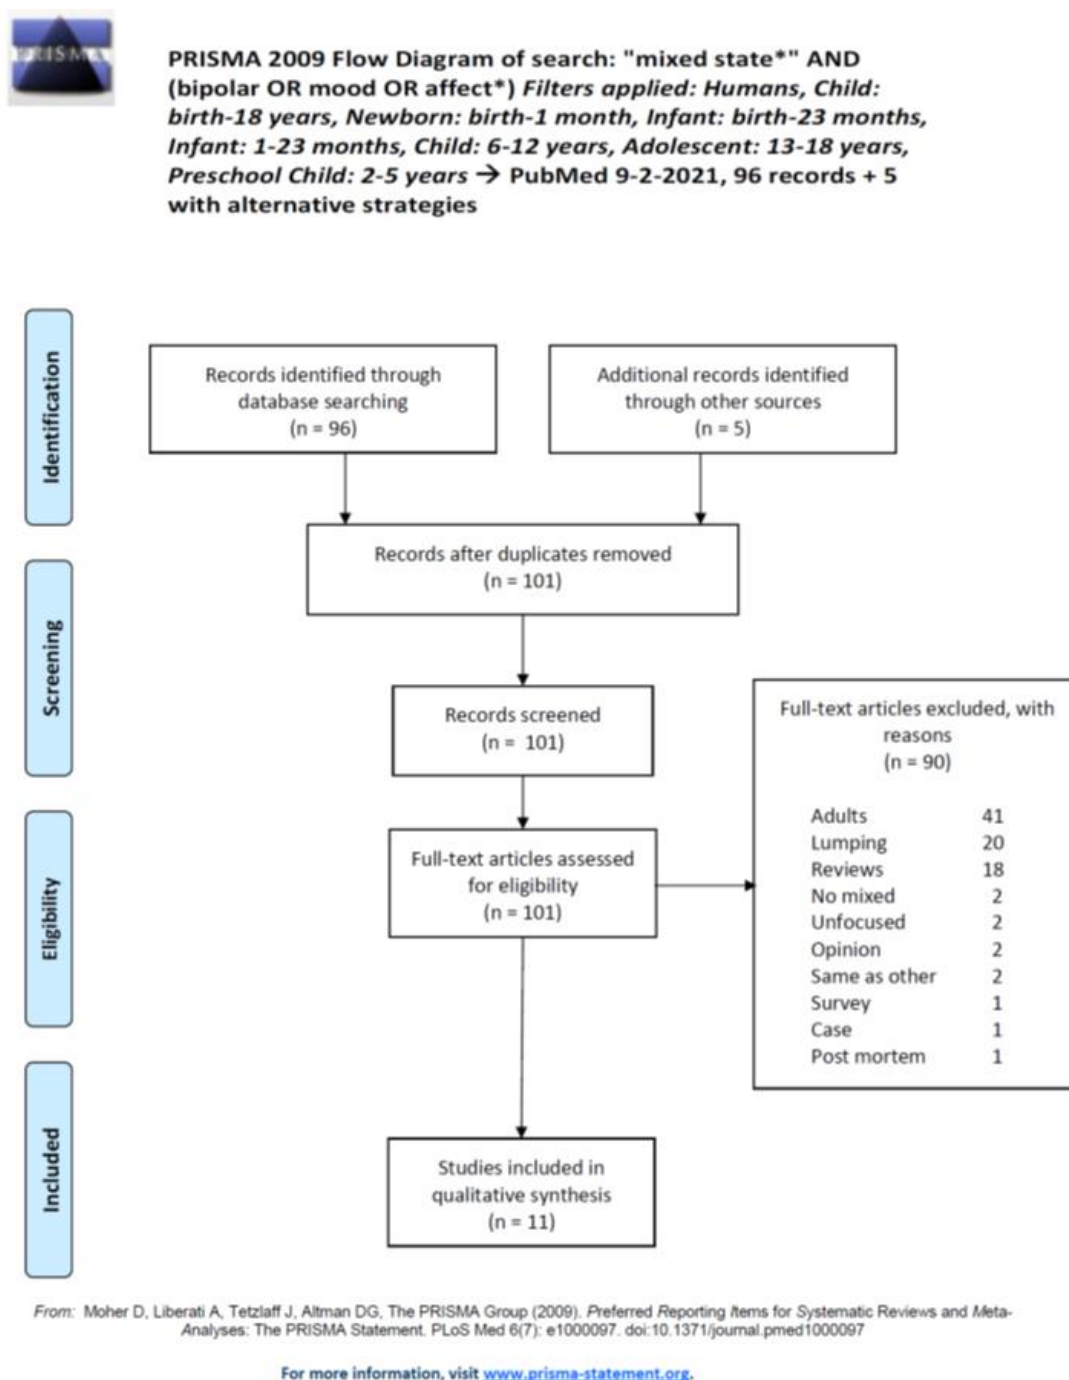 PRISMA
PRISMA 2009 Flow Diagram of search: "mixed state*" AND
(bipolar OR mood OR affect*) Filters applied: Humans, Child:
birth-18 years, Newborn: birth-1 month, Infant: birth-23 months,
Infant: 1-23 months, Child: 6-12 years, Adolescent: 13-18 years,
Preschool Child: 2-5 years → PubMed 9-2-2021, 96 records + 5
with alternative strategies
Identification
Records identified through
database searching
(n = 96)
Additional records identified
through other sources
(n = 5)
Records after duplicates removed
(n = 101)
Screening
Records screened
(n = 101)
Full-text articles excluded, with
reasons
(n = 90)
Adults 41
Lumping 20
Reviews 18
No mixed 2
Unfocused 2
Opinion 2
Same as other 2
Survey 1
Case 1
Post mortem 1
Eligibility
Full-text articles assessed
for eligibility
(n = 101)
Included
Studies included in
qualitative synthesis
(n = 11)
From: Moher D, Liberati A, Tetzlaff J, Altman DG, The PRISMA Group (2009). Preferred Reporting Items for Systematic Reviews and Meta-
Analyses: The PRISMA Statement. PLoS Med 6(7): e1000097. doi:10.1371/journal.pmed1000097
For more information, visit www.prisma-statement.org.